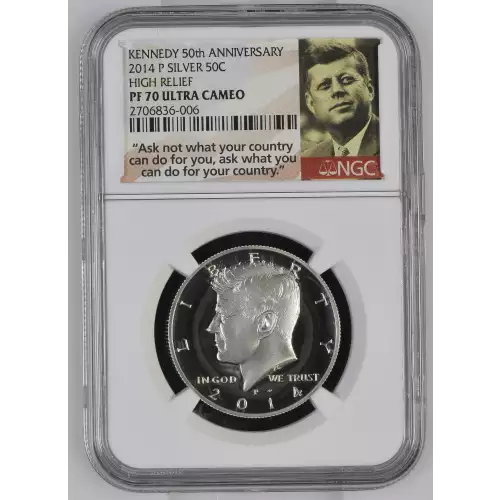 KENNEDY 50th ANNIVERSARY
2014 P SILVER 50C
HIGH RELIEF
PF 70 ULTRA CAMEO
2706836-006
"Ask not what your country
can do for you, ask what you
can do for your country."
NGC
LIBERTY
IN GOD WE TRUST
P
2014